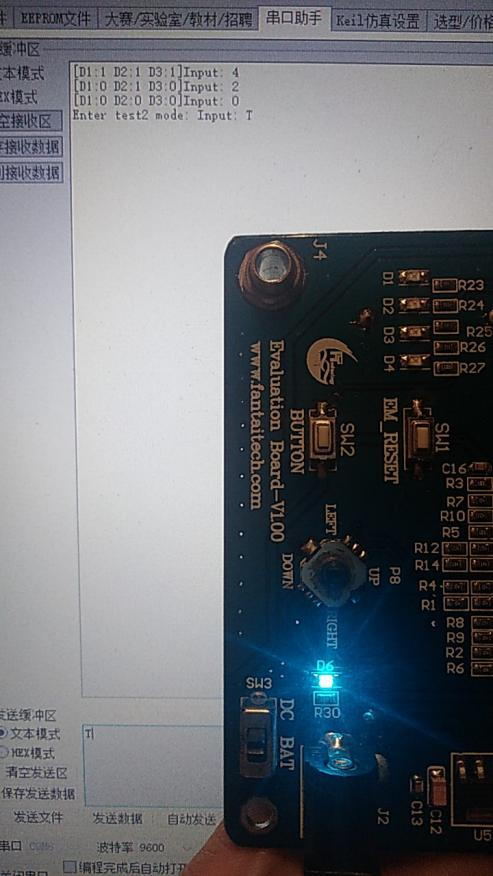 EEPROM文件 大赛/实验室/教材/招聘 串口助手 Keil仿真设置 选型/价格
缓冲区
本模式
EX模式
空接收区
存接收数据
[D1:1 D2:1 D3:1]Input: 4
[D1:0 D2:1 D3:0]Input: 2
[D1:0 D2:0 D3:0]Input: 0
Enter test2 mode: Input: T
J4
D1
D2
D3
D4
R23
R24
R25
R26
R27
Evaluation Board-V1.00
www.fantaitech.com
BUTTON
SW2
EM_RESET
SW1
C16
R3
R7
R10
R5
R12
R14
R4
R1
R8
R9
R2
R6
LEFT
DOWN
UP
RIGHT
P8
D6
R30
SW3
DC
BAT
J2
C13
C12
U5
发送缓冲区
文本模式
HEX模式
清空发送区
保存发送数据
T
发送文件 发送数据 自动发送
串口 COM6 波特率 9600
编程完成后自动打开